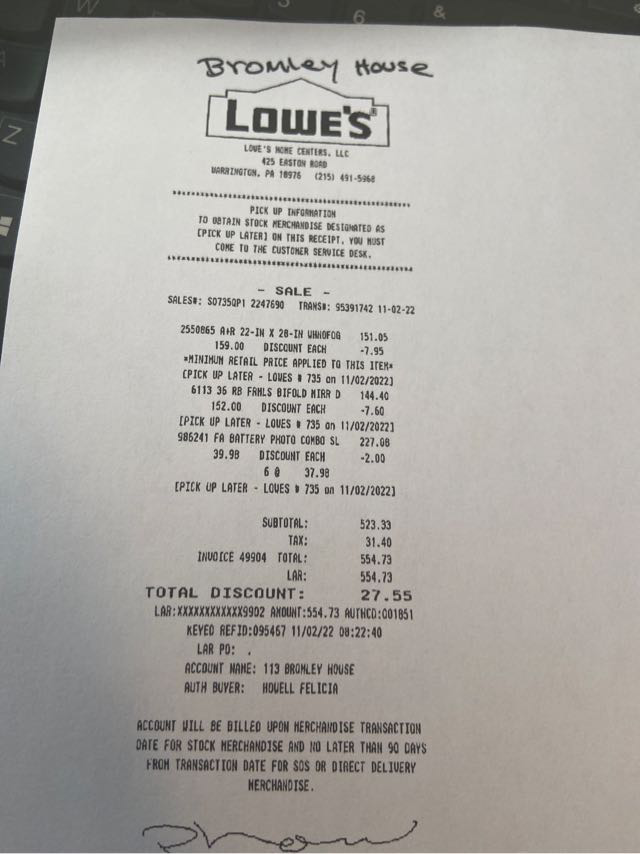 Bromley House
LOWE'S®
LOWE'S HOME CENTERS, LLC
425 EASTON ROAD
WARRINGTON, PA 18976 (215) 491-5968
PICK UP INFORMATION
TO OBTAIN STOCK MERCHANDISE DESIGNATED AS
[PICK UP LATER] ON THIS RECEIPT, YOU MUST
COME TO THE CUSTOMER SERVICE DESK.
- SALE -
SALES#: S0735QP1 2247690 TRANS#: 95391742 11-02-22
2550865 A+R 22-IN X 28-IN WHNOFOG 151.05
159.00 DISCOUNT EACH -7.95
*MINIMUM RETAIL PRICE APPLIED TO THIS ITEM*
[PICK UP LATER - LOWES # 735 on 11/02/2022]
6113 36 RB FRMLS BIFOLD MIRR D 144.40
152.00 DISCOUNT EACH -7.60
[PICK UP LATER - LOWES # 735 on 11/02/2022]
986241 FA BATTERY PHOTO COMBO SL 227.88
39.98 DISCOUNT EACH -2.00
6 @ 37.98
[PICK UP LATER - LOWES # 735 on 11/02/2022]
SUBTOTAL: 523.33
TAX: 31.40
INVOICE 49904 TOTAL: 554.73
LAR: 554.73
TOTAL DISCOUNT: 27.55
LAR:XXXXXXXXXXXX9902 AMOUNT:554.73 AUTHCD:001851
KEYED REFID:095467 11/02/22 08:22:40
LAR PO: .
ACCOUNT NAME: 113 BROMLEY HOUSE
AUTH BUYER: HOWELL FELICIA
ACCOUNT WILL BE BILLED UPON MERCHANDISE TRANSACTION
DATE FOR STOCK MERCHANDISE AND NO LATER THAN 90 DAYS
FROM TRANSACTION DATE FOR SOS OR DIRECT DELIVERY
MERCHANDISE.